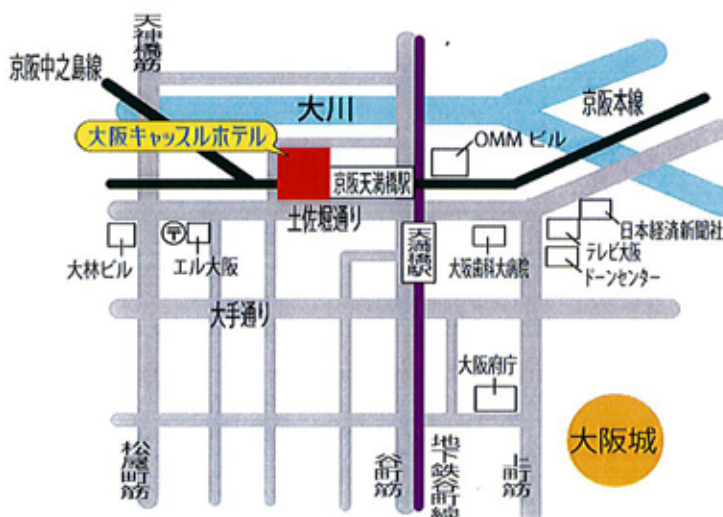 天神橋筋
京阪中之島線
大川
京阪本線
大阪キャッスルホテル
OMM ビル
京阪天満橋駅
土佐堀通り
天満橋駅
日本経済新聞社
テレビ大阪
ドーンセンター
大阪歯科大病院
大林ビル
〒
エル大阪
大手通り
大阪府庁
大阪城
松屋町筋
谷町筋
地下鉄谷町線
上町筋